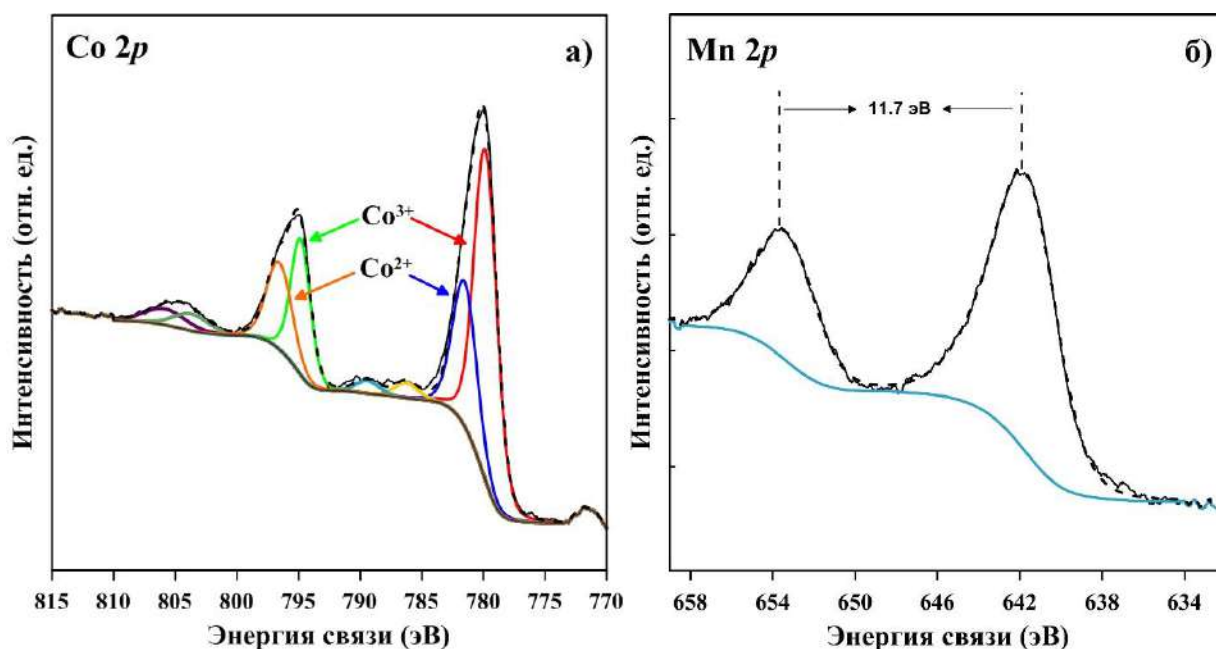 Co 2p
а)
Co³⁺
Co²⁺
Интенсивность (отн. ед.)
815 810 805 800 795 790 785 780 775 770
Энергия связи (эВ)
Mn 2p
б)
11.7 эВ
Интенсивность (отн. ед.)
658 654 650 646 642 638 634
Энергия связи (эВ)